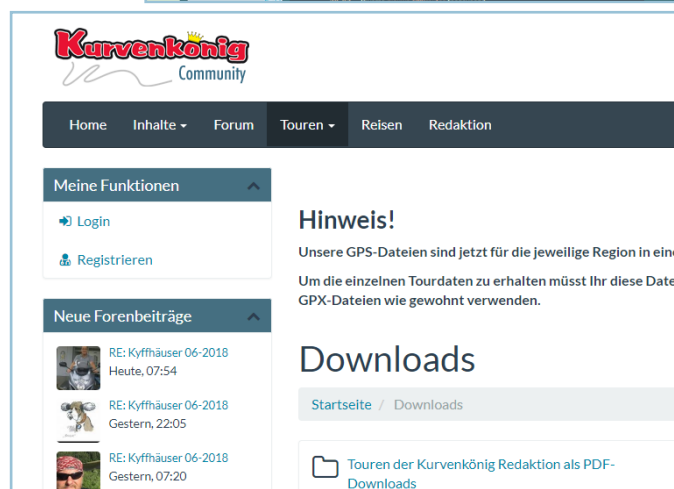 Kurvenkönig
Community
Home Inhalte Forum Touren Reisen Redaktion
Meine Funktionen
Login
Registrieren
Neue Forenbeiträge
RE: Kyffhäuser 06-2018
Heute, 07:54
RE: Kyffhäuser 06-2018
Gestern, 22:05
RE: Kyffhäuser 06-2018
Gestern, 07:20
Hinweis!
Unsere GPS-Dateien sind jetzt für die jeweilige Region in
Um die einzelnen Tourdaten zu erhalten müsst Ihr diese
GPX-Dateien wie gewohnt verwenden.
Downloads
Startseite / Downloads
Touren der Kurvenkönig Redaktion als PDF-
Downloads